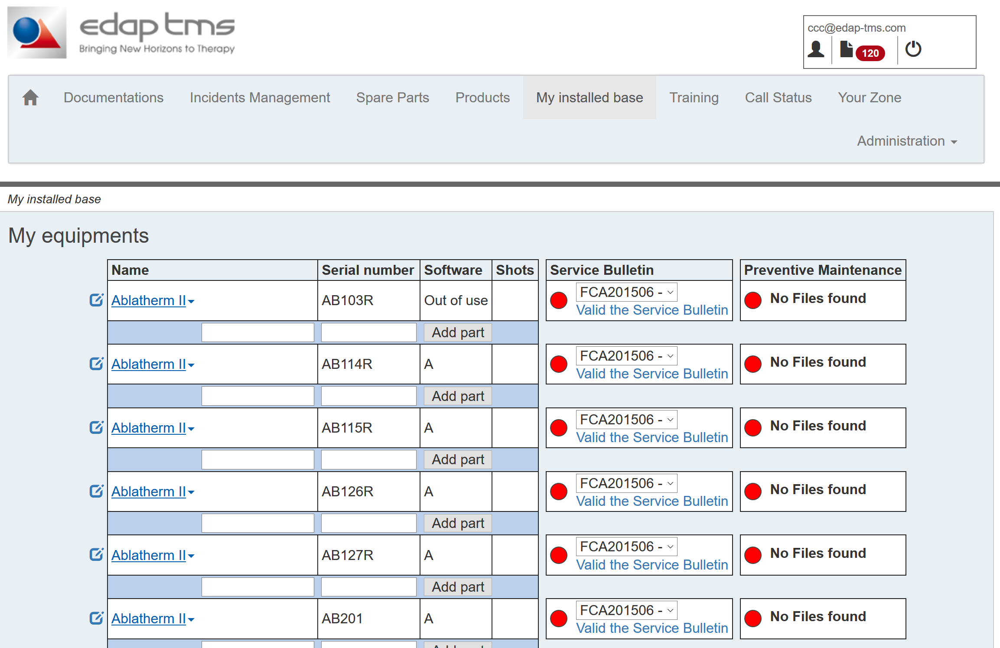 edap tms
Bringing New Horizons to Therapy
ccc@edap-tms.com
120
Documentations Incidents Management Spare Parts Products My installed base Training Call Status Your Zone
Administration
My installed base
My equipments
Name Serial number Software Shots Service Bulletin Preventive Maintenance
Ablatherm II AB103R Out of use FCA201506 - No Files found
Valid the Service Bulletin
Add part
Ablatherm II AB114R A FCA201506 - No Files found
Valid the Service Bulletin
Add part
Ablatherm II AB115R A FCA201506 - No Files found
Valid the Service Bulletin
Add part
Ablatherm II AB126R A FCA201506 - No Files found
Valid the Service Bulletin
Add part
Ablatherm II AB127R A FCA201506 - No Files found
Valid the Service Bulletin
Add part
Ablatherm II AB201 A FCA201506 - No Files found
Valid the Service Bulletin